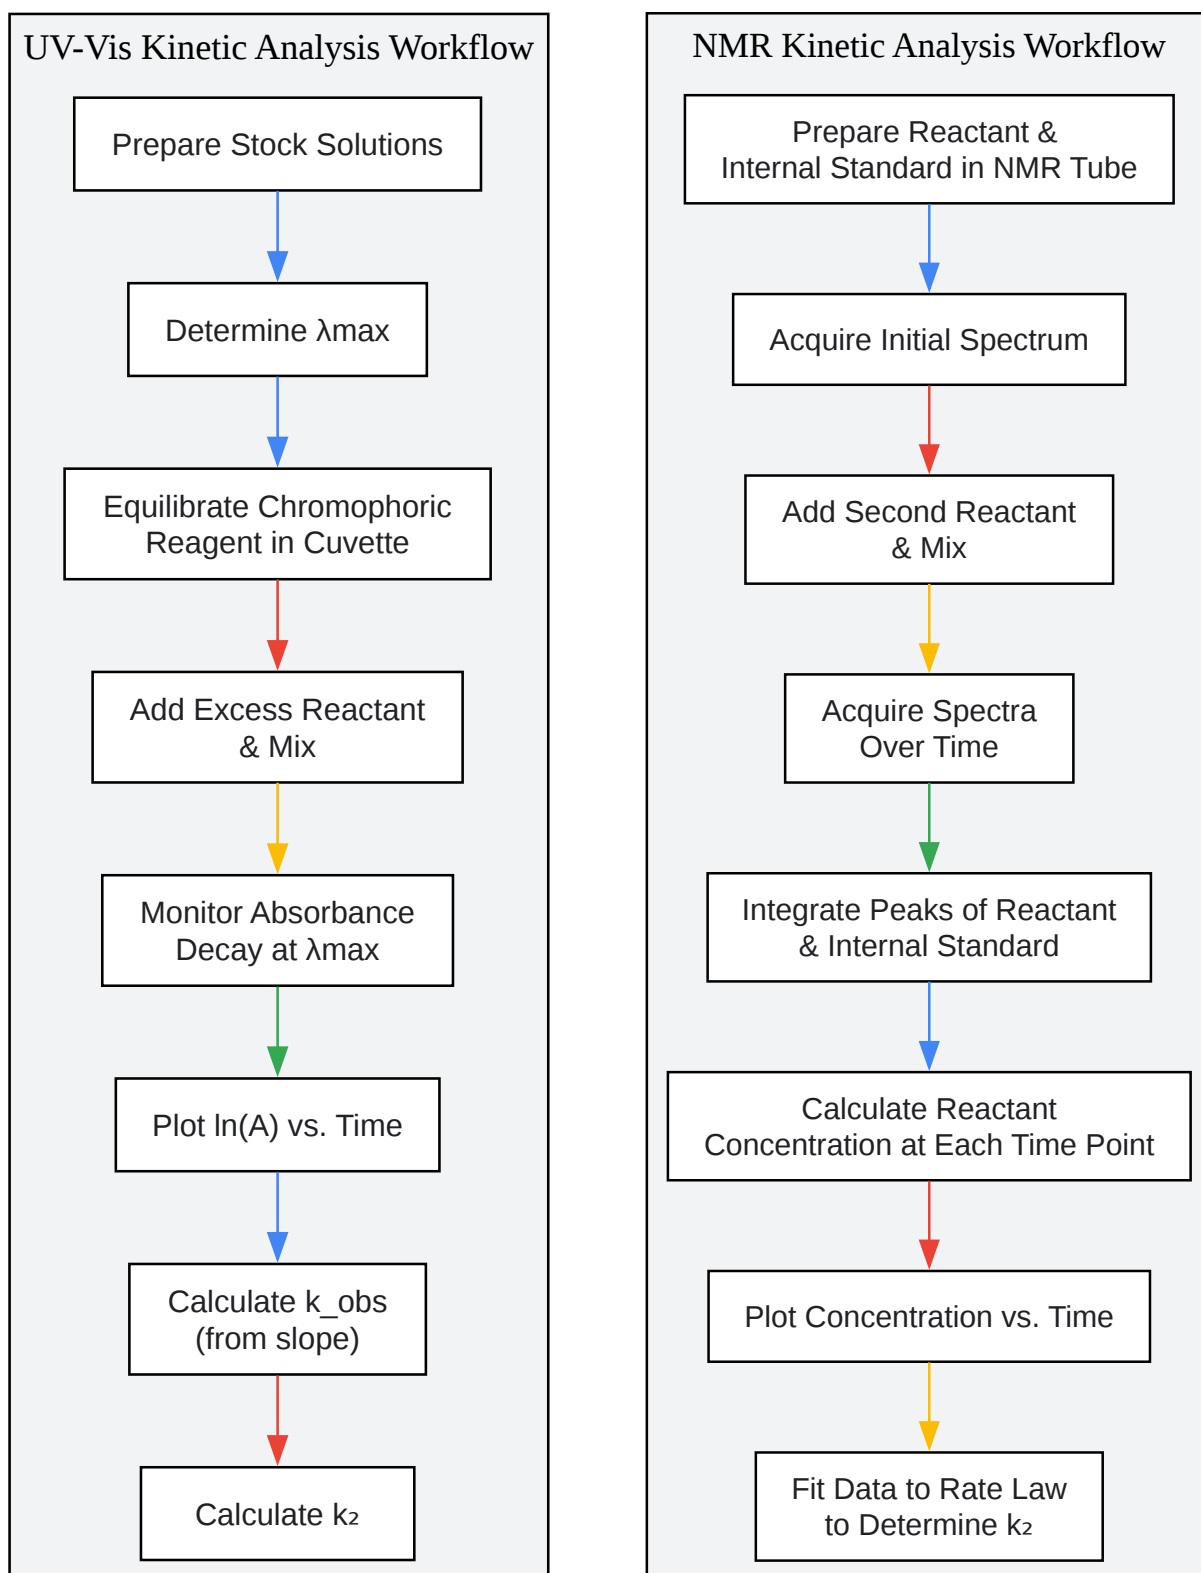 UV-Vis Kinetic Analysis Workflow
Prepare Stock Solutions
Determine λmax
Equilibrate Chromophoric
Reagent in Cuvette
Add Excess Reactant
& Mix
Monitor Absorbance
Decay at λmax
Plot ln(A) vs. Time
Calculate k_obs
(from slope)
Calculate k₂
NMR Kinetic Analysis Workflow
Prepare Reactant &
Internal Standard in NMR Tube
Acquire Initial Spectrum
Add Second Reactant
& Mix
Acquire Spectra
Over Time
Integrate Peaks of Reactant
& Internal Standard
Calculate Reactant
Concentration at Each Time Point
Plot Concentration vs. Time
Fit Data to Rate Law
to Determine k₂